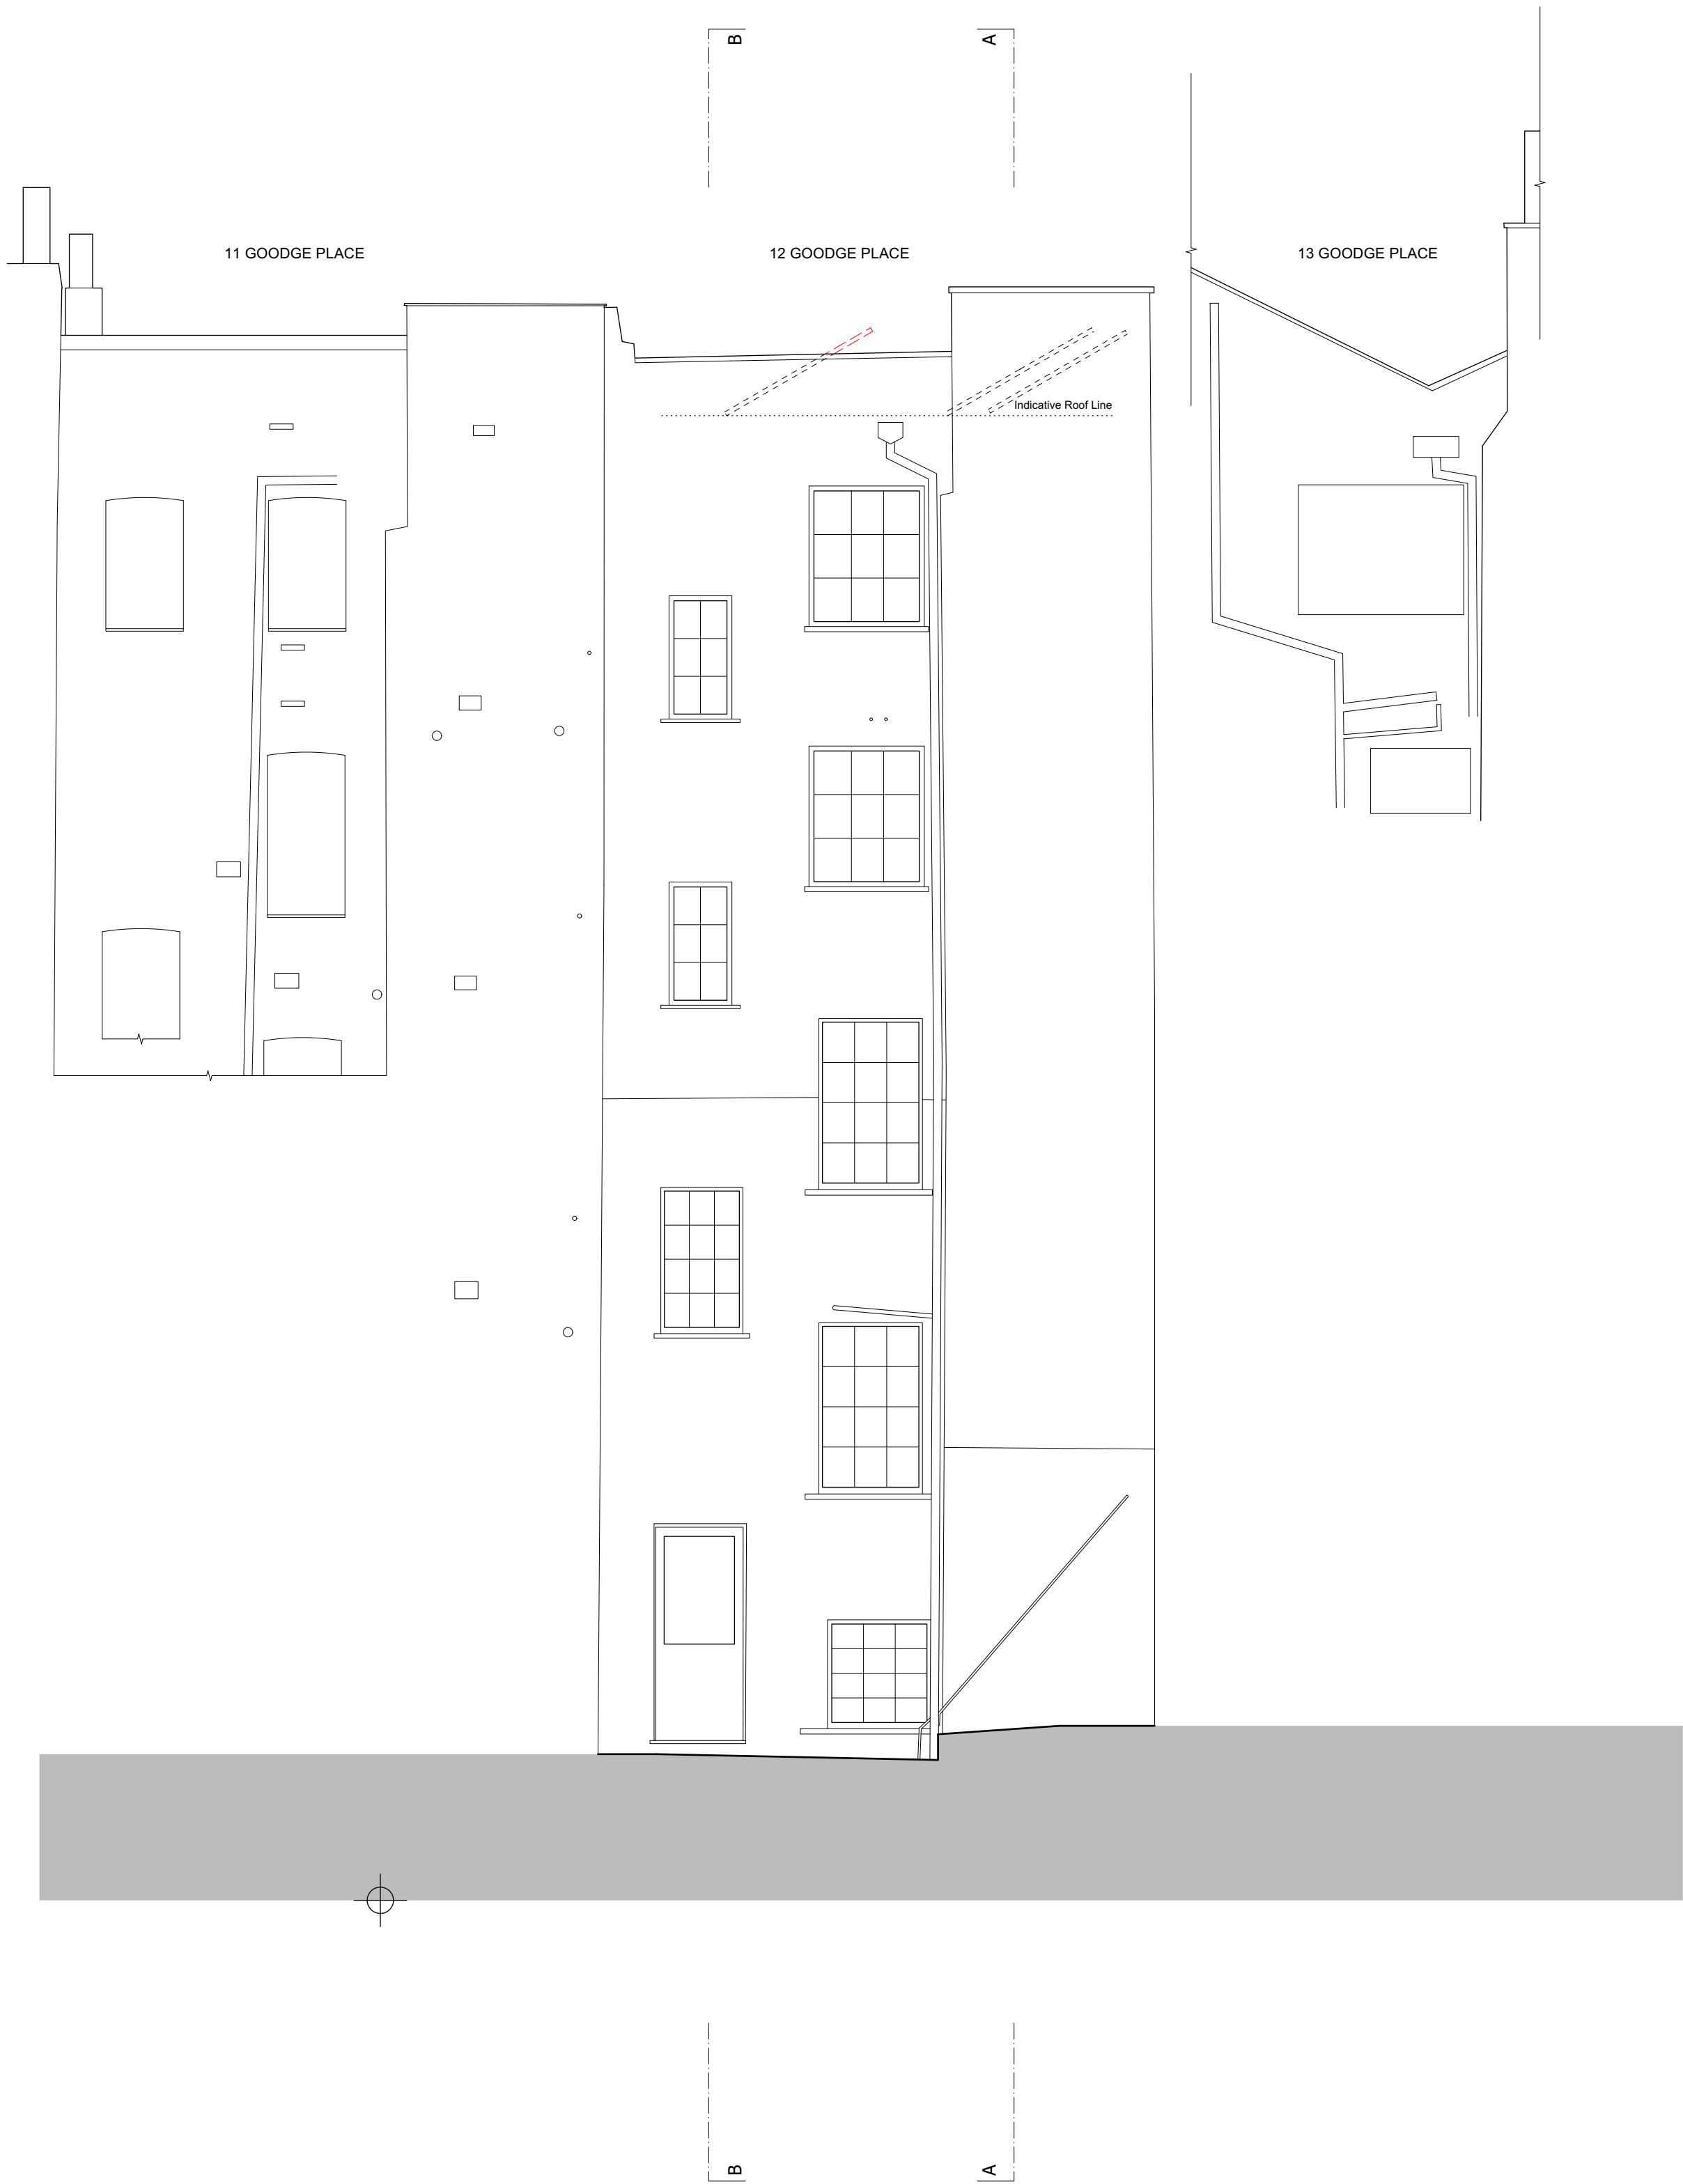 B
A
11 GOODGE PLACE
12 GOODGE PLACE
13 GOODGE PLACE
Indicative Roof Line
B
A